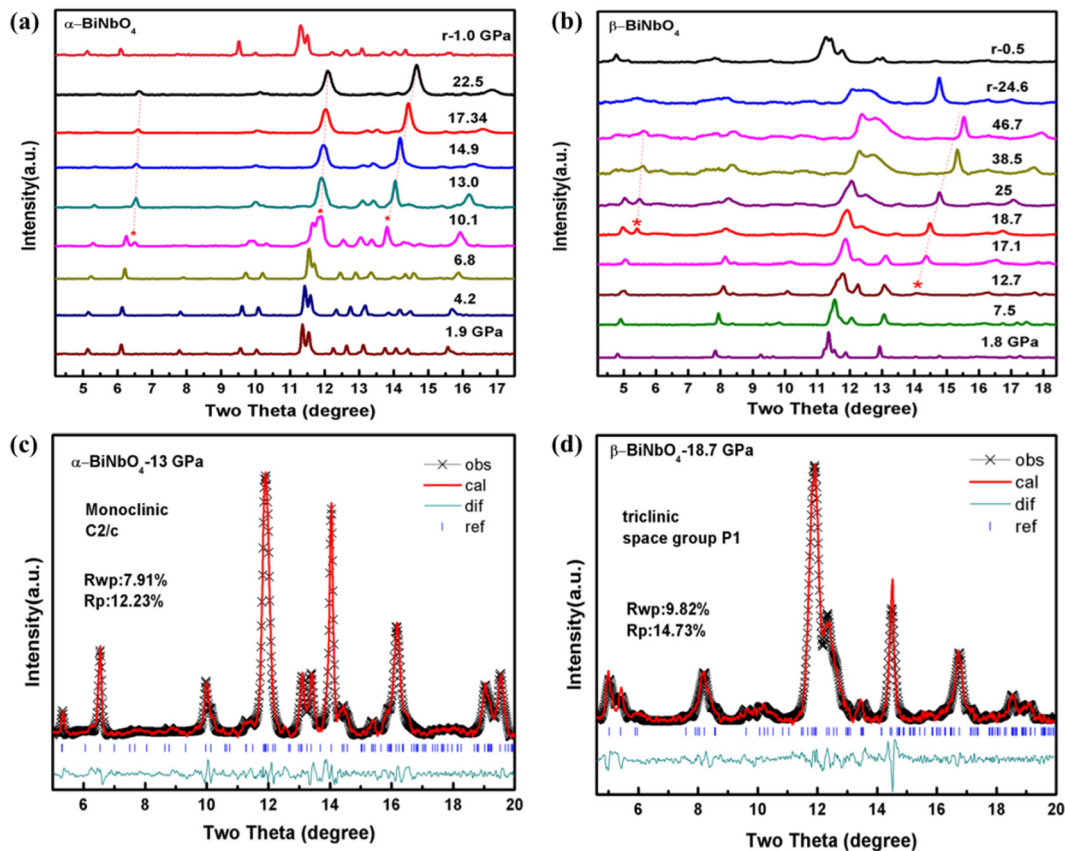 (a)
α−BiNbO₄
r-1.0 GPa
22.5
17.34
14.9
13.0
10.1
*
*
*
6.8
4.2
1.9 GPa
Intensity(a.u.)
5 6 7 8 9 10 11 12 13 14 15 16 17
Two Theta (degree)
(b)
β−BiNbO₄
r-0.5
r-24.6
46.7
38.5
25
18.7
*
17.1
12.7
*
7.5
1.8 GPa
Intensity(a.u.)
5 6 7 8 9 10 11 12 13 14 15 16 17 18
Two Theta (degree)
(c)
α-BiNbO₄-13 GPa
obs
cal
dif
ref
Monoclinic
C2/c
Rwp:7.91%
Rp:12.23%
Intensity(a.u.)
6 8 10 12 14 16 18 20
Two Theta (degree)
(d)
β-BiNbO₄-18.7 GPa
obs
cal
dif
ref
triclinic
space group P1
Rwp:9.82%
Rp:14.73%
Intensity(a.u.)
6 8 10 12 14 16 18 20
Two Theta (degree)